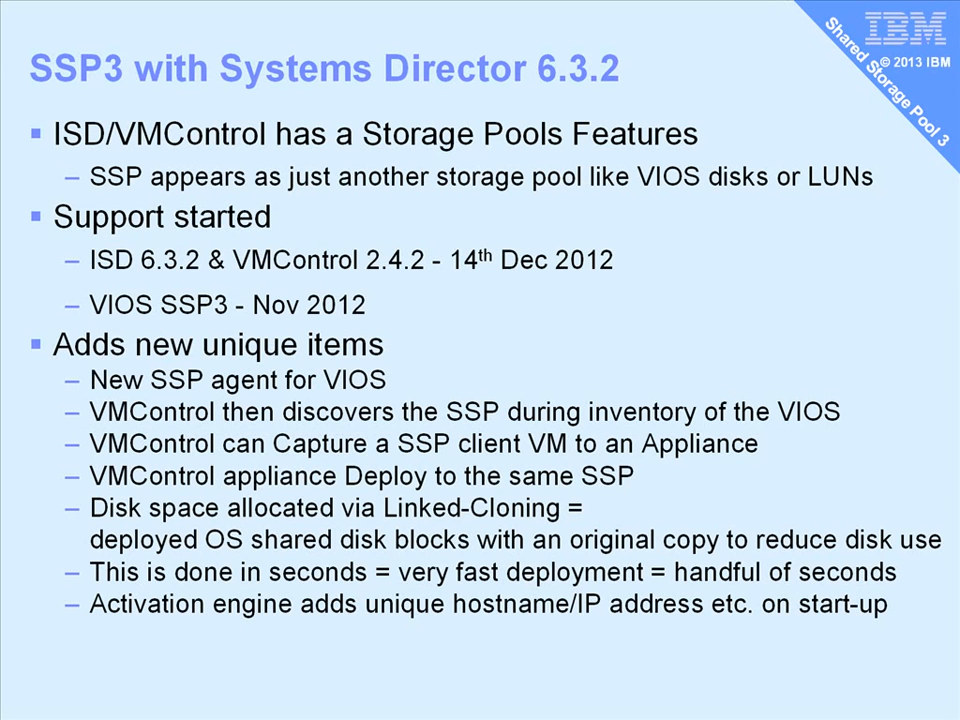 IBM
© 2013 IBM
Shared Storage Pool 3
SSP3 with Systems Director 6.3.2
▪ ISD/VMControl has a Storage Pools Features
– SSP appears as just another storage pool like VIOS disks or LUNs
▪ Support started
– ISD 6.3.2 & VMControl 2.4.2 - 14th Dec 2012
– VIOS SSP3 - Nov 2012
▪ Adds new unique items
– New SSP agent for VIOS
– VMControl then discovers the SSP during inventory of the VIOS
– VMControl can Capture a SSP client VM to an Appliance
– VMControl appliance Deploy to the same SSP
– Disk space allocated via Linked-Cloning =
deployed OS shared disk blocks with an original copy to reduce disk use
– This is done in seconds = very fast deployment = handful of seconds
– Activation engine adds unique hostname/IP address etc. on start-up